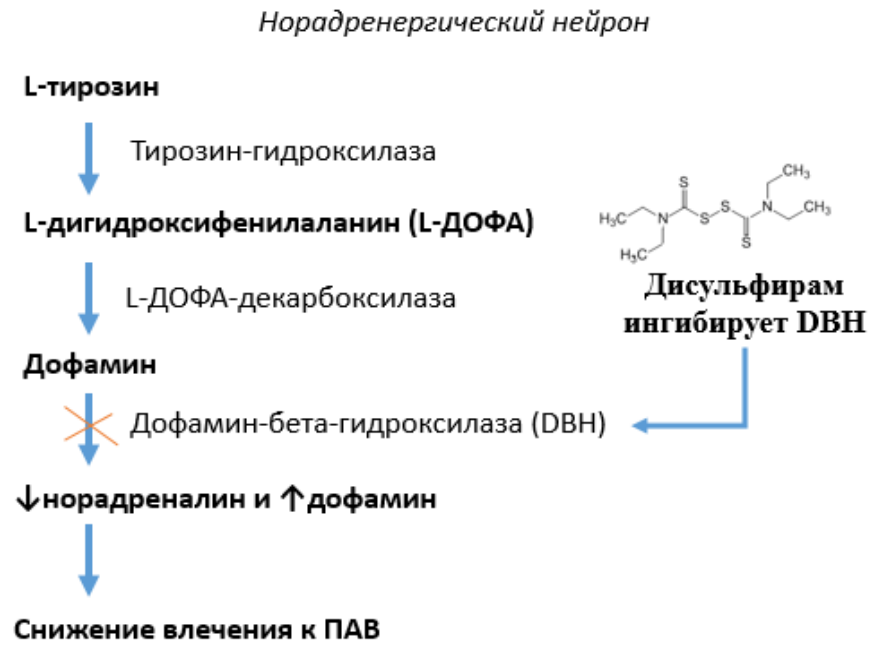 Норадренергический нейрон
L-тирозин
Тирозин-гидроксилаза
L-дигидроксифенилаланин (L-ДОФА)
L-ДОФА-декарбоксилаза
Дофамин
Дофамин-бета-гидроксилаза (DBH)
↓норадреналин и ↑дофамин
Снижение влечения к ПАВ
H₃C
H₃C
N
S
S
S
S
N
CH₃
CH₃
Дисульфирам
ингибирует DBH